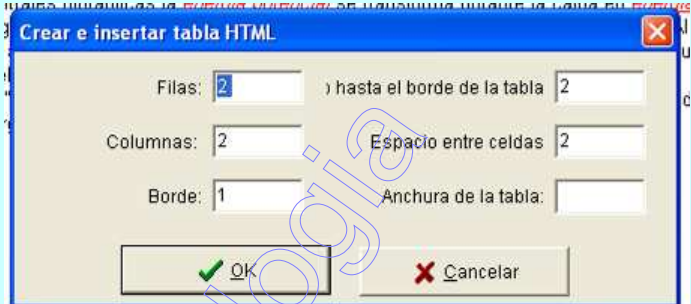 Crear e insertar tabla HTML
Filas: 2
o hasta el borde de la tabla 2
Columnas: 2
Espacio entre celdas 2
Borde: 1
Anchura de la tabla:
OK
Cancelar